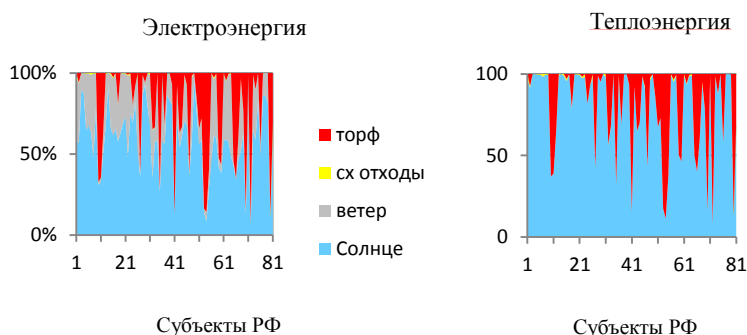 Электроэнергия
100%
50%
0%
1 21 41 61 81
Субъекты РФ
торф
сх отходы
ветер
Солнце
Теплоэнергия
100
50
0
1 21 41 61 81
Субъекты РФ